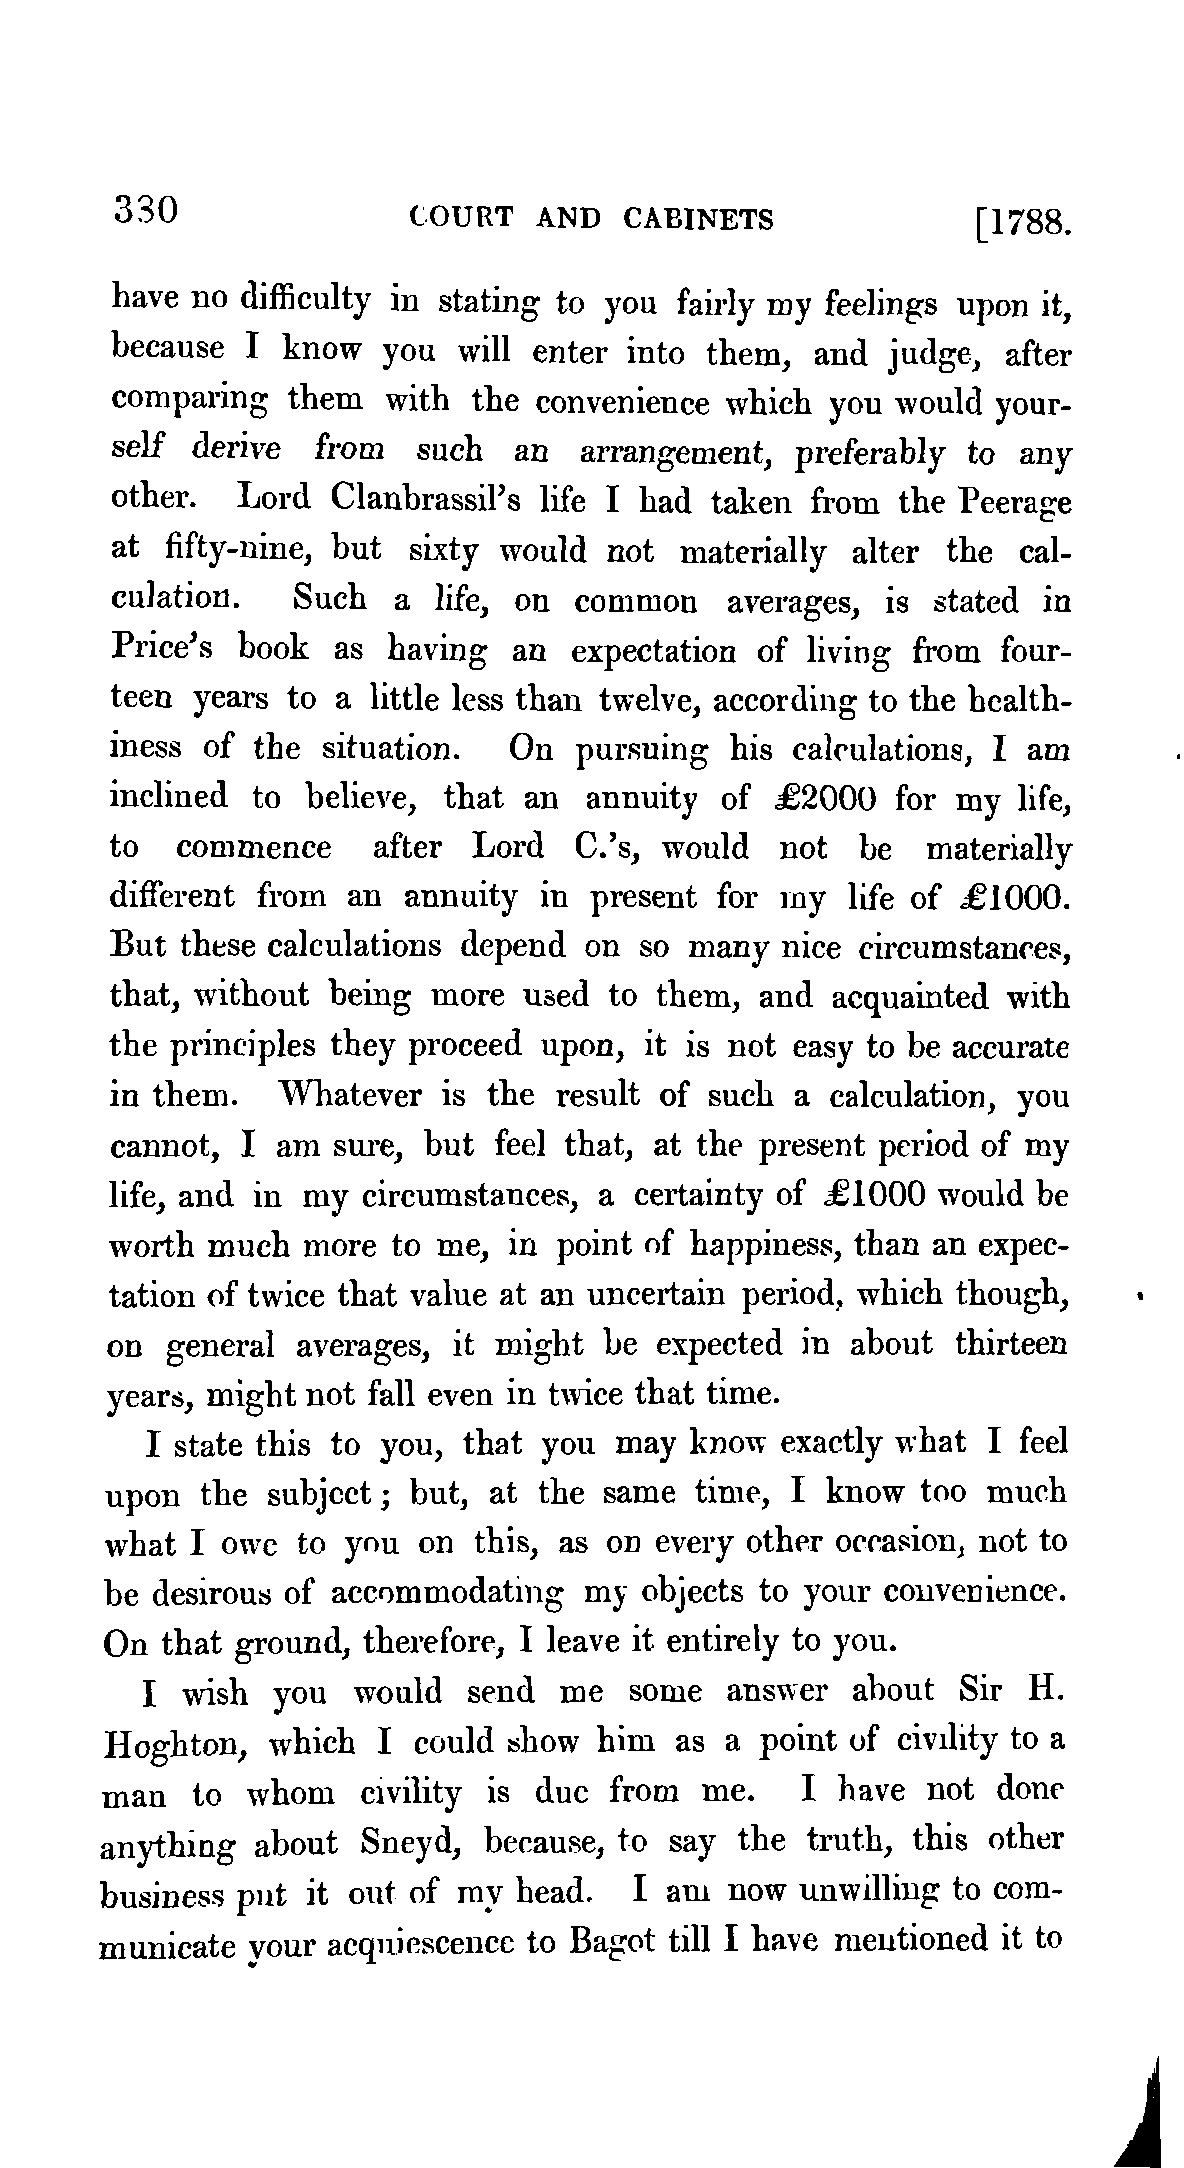 330 COURT AND CABINETS [1788.
have no difficulty in stating to you fairly my feelings upon it,
because I know you will enter into them, and judge, after
comparing them with the convenience which you would your-
self derive from such an arrangement, preferably to any
other. Lord Clanbrassil's life I had taken from the Peerage
at fifty-nine, but sixty would not materially alter the cal-
culation. Such a life, on common averages, is stated in
Price's book as having an expectation of living from four-
teen years to a little less than twelve, according to the health-
iness of the situation. On pursuing his calculations, I am
inclined to believe, that an annuity of £2000 for my life,
to commence after Lord C.'s, would not be materially
different from an annuity in present for my life of £1000.
But these calculations depend on so many nice circumstances,
that, without being more used to them, and acquainted with
the principles they proceed upon, it is not easy to be accurate
in them. Whatever is the result of such a calculation, you
cannot, I am sure, but feel that, at the present period of my
life, and in my circumstances, a certainty of £1000 would be
worth much more to me, in point of happiness, than an expec-
tation of twice that value at an uncertain period, which though,
on general averages, it might be expected in about thirteen
years, might not fall even in twice that time.
I state this to you, that you may know exactly what I feel
upon the subject; but, at the same time, I know too much
what I owe to you on this, as on every other occasion, not to
be desirous of accommodating my objects to your convenience.
On that ground, therefore, I leave it entirely to you.
I wish you would send me some answer about Sir H.
Hoghton, which I could show him as a point of civility to a
man to whom civility is due from me. I have not done
anything about Sneyd, because, to say the truth, this other
business put it out of my head. I am now unwilling to com-
municate your acquiescence to Bagot till I have mentioned it to